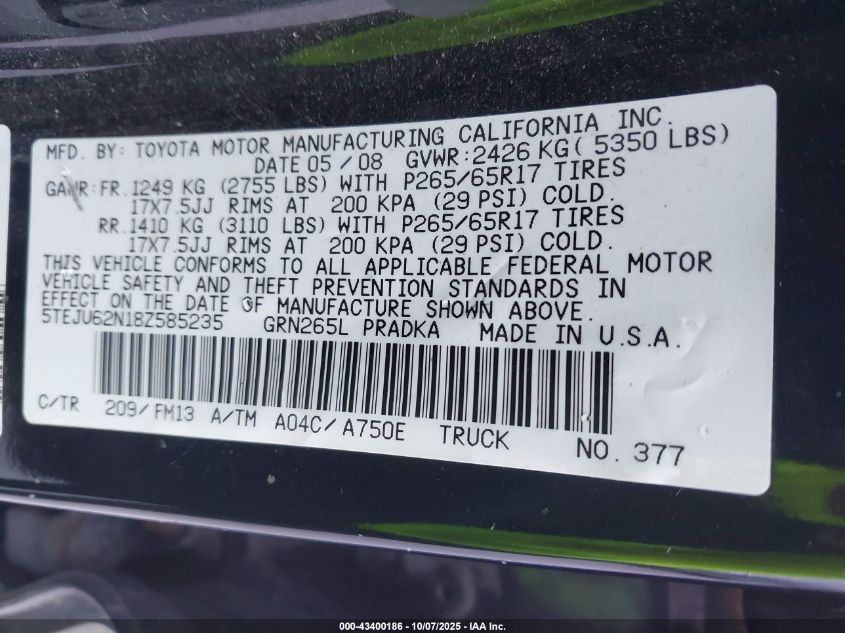 MFD. BY: TOYOTA MOTOR MANUFACTURING CALIFORNIA INC.
DATE 05 / 08 GVWR: 2426 KG ( 5350 LBS)
GAWR: FR. 1249 KG (2755 LBS) WITH P265/65R17 TIRES
17X7.5JJ RIMS AT 200 KPA (29 PSI) COLD.
RR. 1410 KG (3110 LBS) WITH P265/65R17 TIRES
17X7.5JJ RIMS AT 200 KPA (29 PSI) COLD.
THIS VEHICLE CONFORMS TO ALL APPLICABLE FEDERAL MOTOR
VEHICLE SAFETY AND THEFT PREVENTION STANDARDS IN
EFFECT ON THE DATE OF MANUFACTURE SHOWN ABOVE.
5TEJU62N18Z585235 GRN265L PRADKA MADE IN U.S.A.
C/TR 209/FM13 A/TM A04C/A750E TRUCK NO. 377
000-43400186 - 10/07/2025 - IAA Inc.